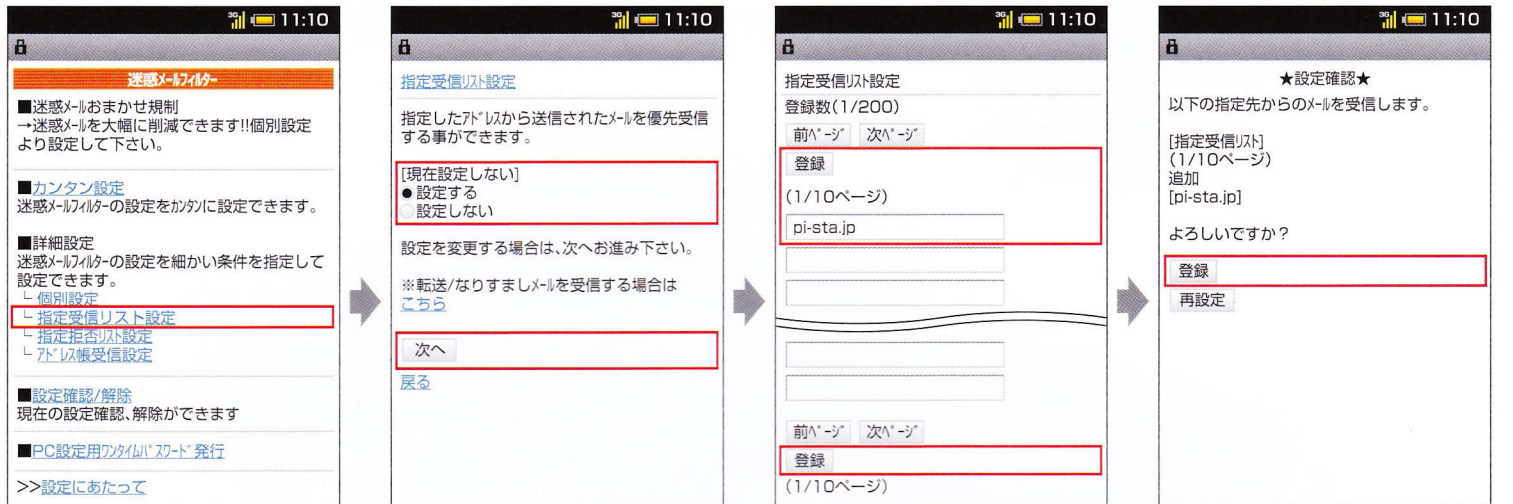 3G 11:10
迷惑メールフィルター
■迷惑メールおまかせ規制
→迷惑メールを大幅に削減できます!!個別設定
より設定して下さい。
■カンタン設定
迷惑メールフィルターの設定をカンタンに設定できます。
■詳細設定
迷惑メールフィルターの設定を細かい条件を指定して
設定できます。
└ 個別設定
└ 指定受信リスト設定
└ 指定拒否リスト設定
└ アドレス帳受信設定
■設定確認/解除
現在の設定確認、解除ができます
■PC設定用ワンタイムパスワード発行
>>設定にあたって
3G 11:10
指定受信リスト設定
指定したアドレスから送信されたメールを優先受信
する事ができます。
[現在設定しない]
●設定する
○設定しない
設定を変更する場合は、次へお進み下さい。
※転送/なりすましメールを受信する場合は
こちら
次へ
戻る
3G 11:10
指定受信リスト設定
登録数(1/200)
前ページ 次ページ
登録
(1/10ページ)
pi-sta.jp
前ページ 次ページ
登録
(1/10ページ)
3G 11:10
★設定確認★
以下の指定先からのメールを受信します。
[指定受信リスト]
(1/10ページ)
追加
[pi-sta.jp]
よろしいですか？
登録
再設定